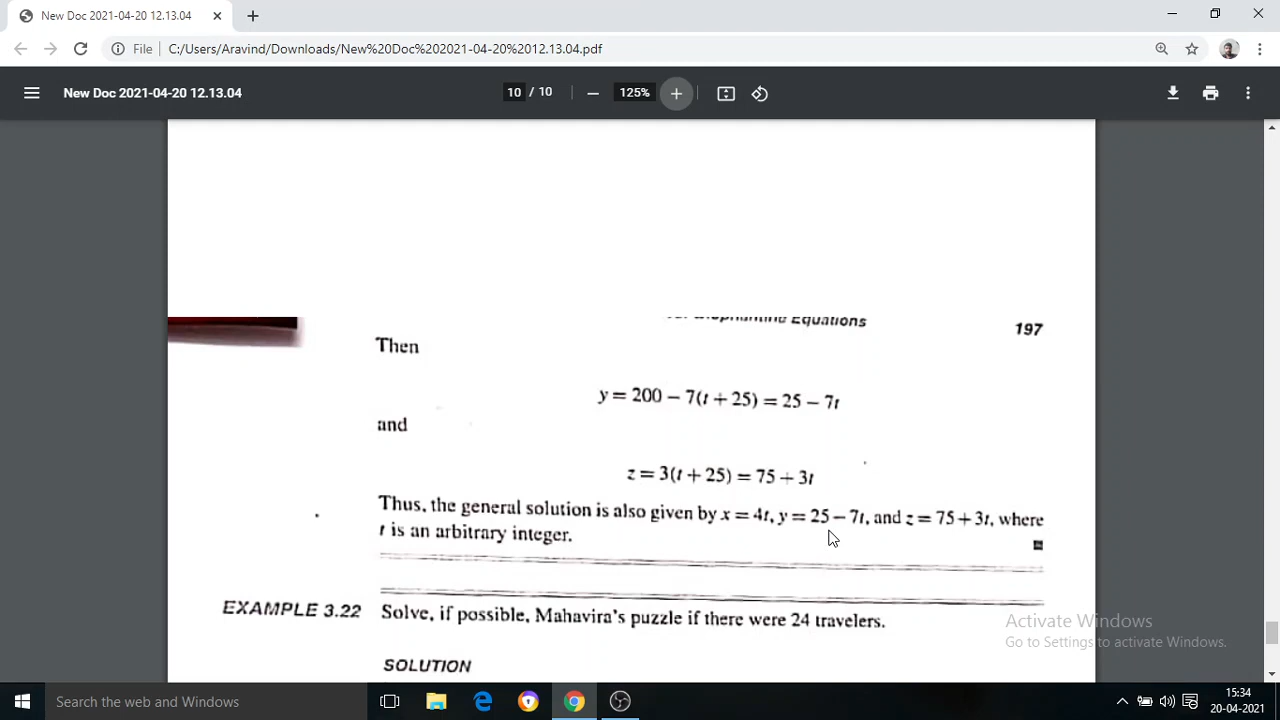 New Doc 2021-04-20 12.13.04
File
C:/Users/Aravind/Downloads/New%20Doc%202021-04-20%2012.13.04.pdf
New Doc 2021-04-20 12.13.04
10 / 10
125%
Diophantine Equations
197
Then
y = 200 − 7(t + 25) = 25 − 7t
and
z = 3(t + 25) = 75 + 3t
Thus, the general solution is also given by x = 4t, y = 25 − 7t, and z = 75 + 3t, where
t is an arbitrary integer.
EXAMPLE 3.22
Solve, if possible, Mahavira's puzzle if there were 24 travelers.
SOLUTION
Activate Windows
Go to Settings to activate Windows.
Search the web and Windows
15:34
20-04-2021